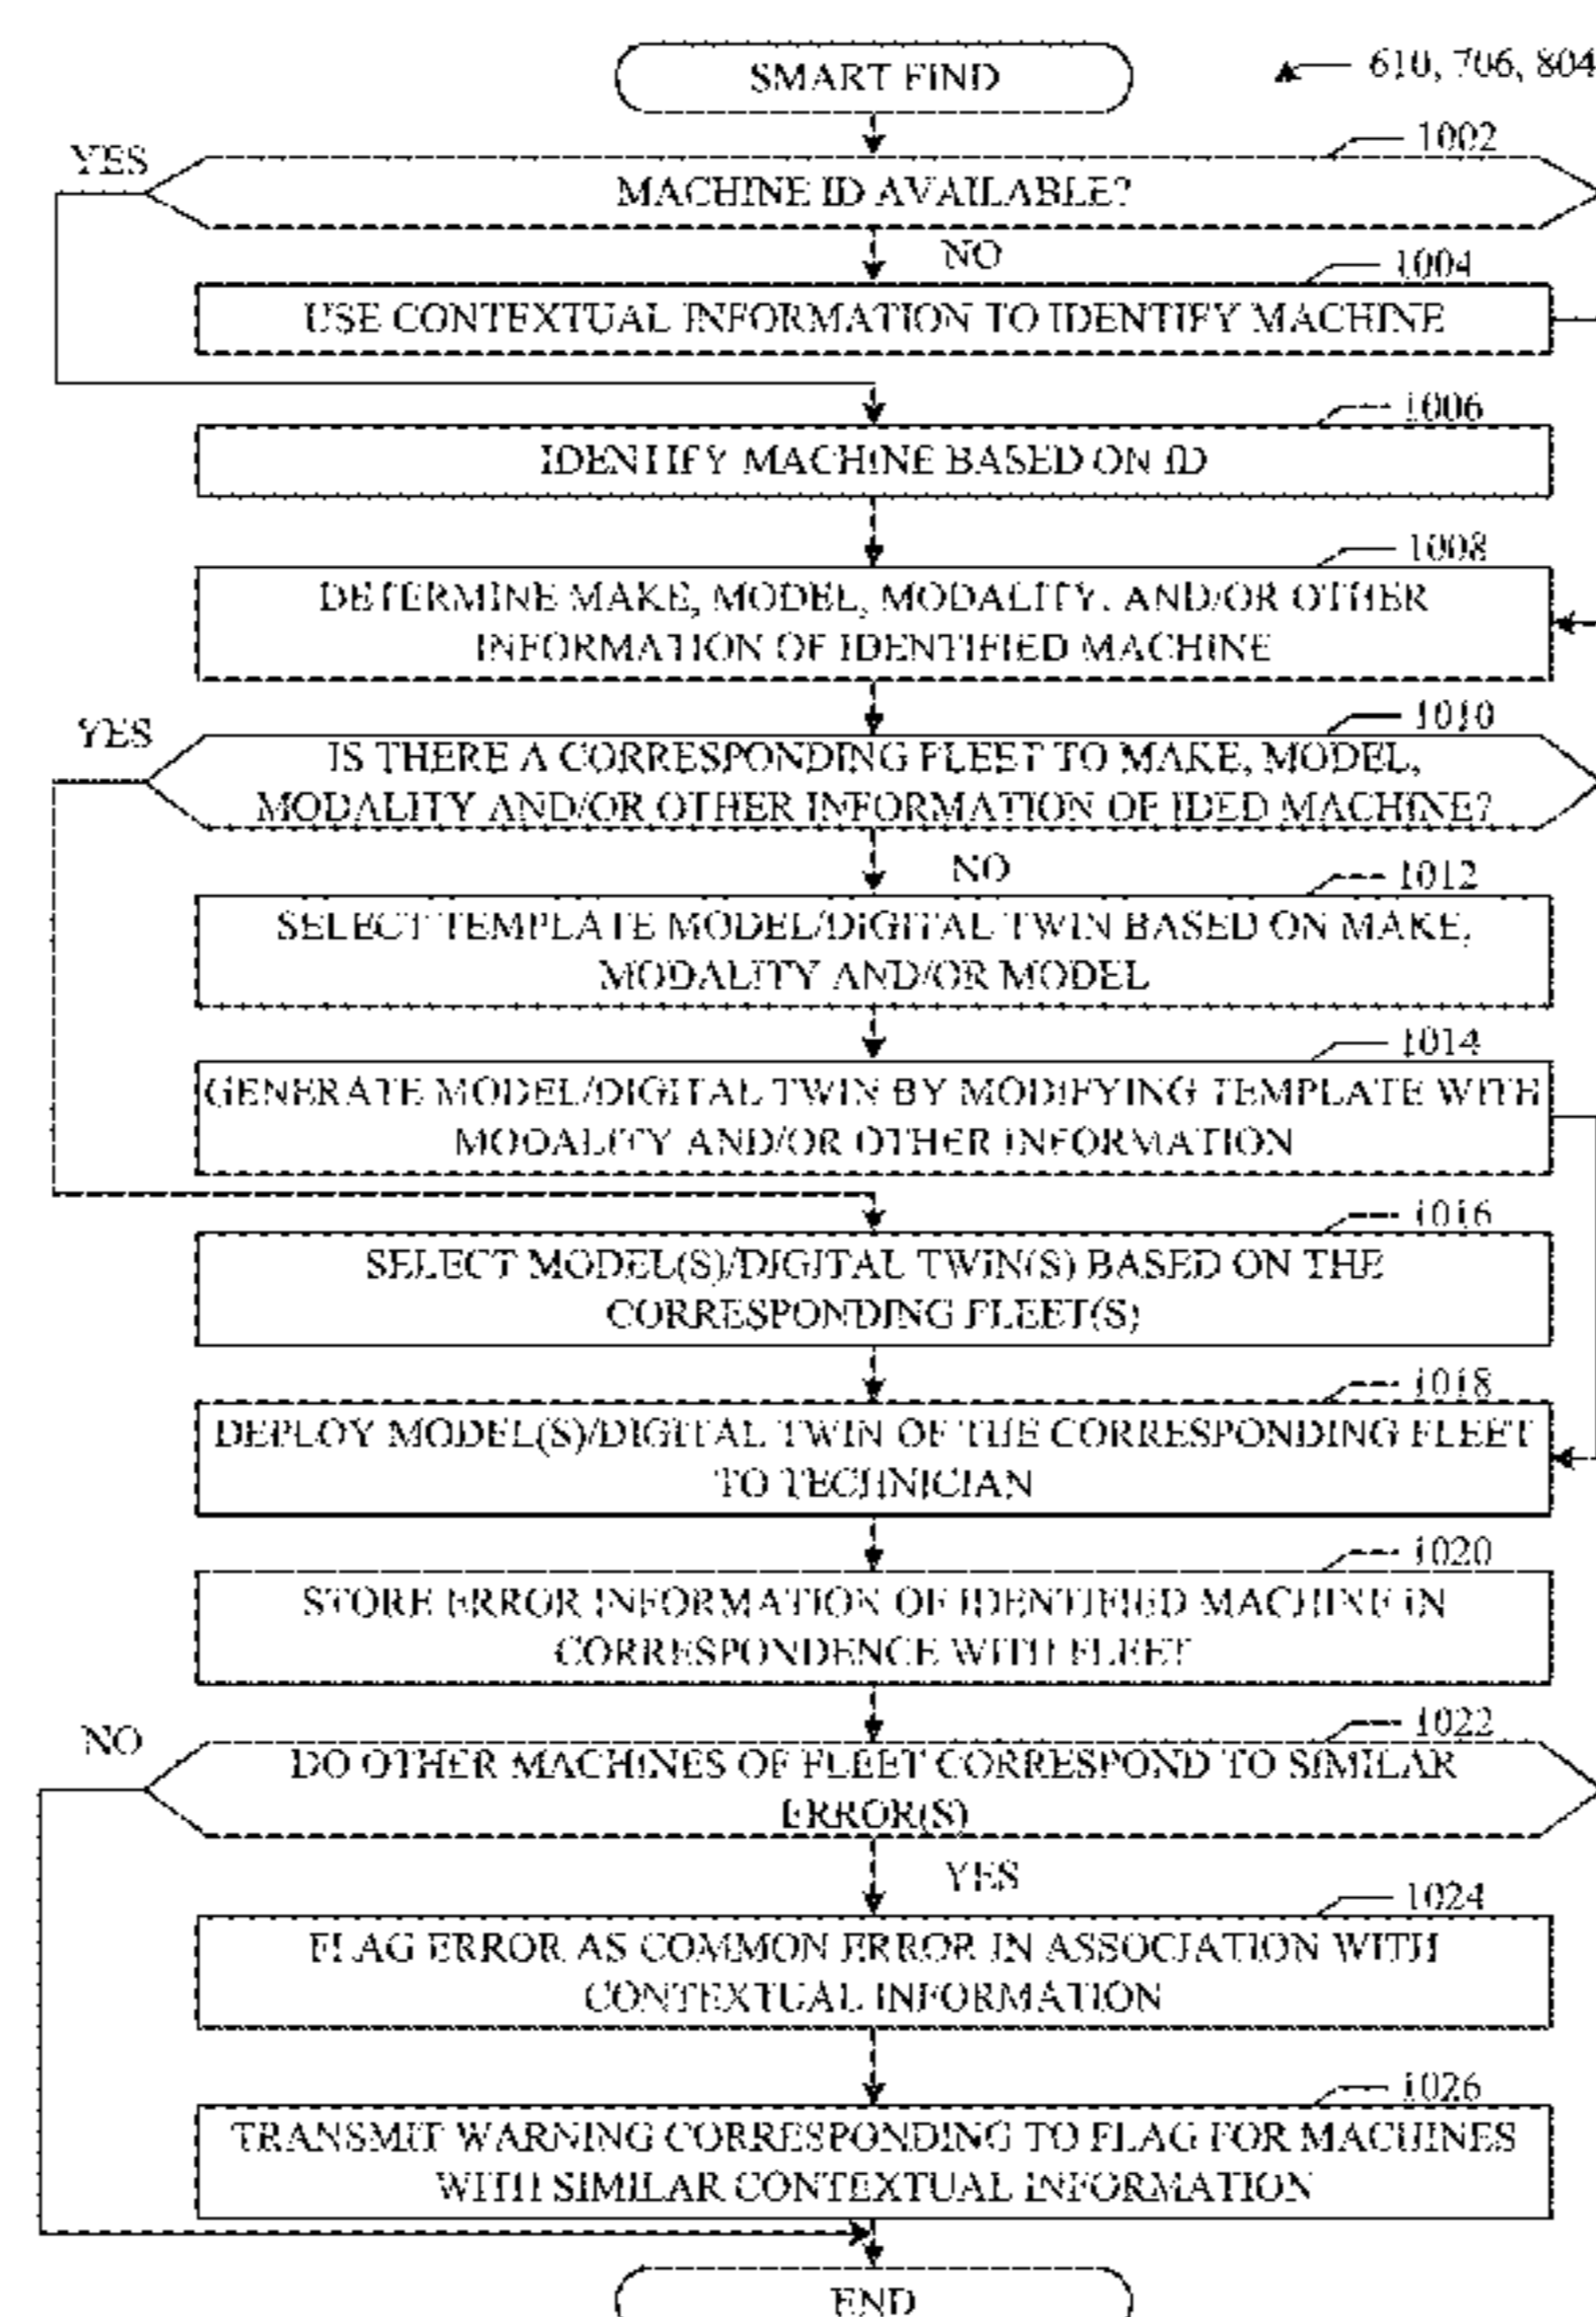 SMART FIND
610, 706, 804
1002
YES
MACHINE ID AVAILABLE?
NO
1004
USE CONTEXTUAL INFORMATION TO IDENTIFY MACHINE
1006
IDENTIFY MACHINE BASED ON ID
1008
DETERMINE MAKE, MODEL, MODALITY, AND/OR OTHER
INFORMATION OF IDENTIFIED MACHINE
1010
YES
IS THERE A CORRESPONDING FLEET TO MAKE, MODEL,
MODALITY AND/OR OTHER INFORMATION OF IDED MACHINE?
NO
1012
SELECT TEMPLATE MODEL/DIGITAL TWIN BASED ON MAKE,
MODALITY AND/OR MODEL
1014
GENERATE MODEL/DIGITAL TWIN BY MODIFYING TEMPLATE WITH
MODALITY AND/OR OTHER INFORMATION
1016
SELECT MODEL(S)/DIGITAL TWIN(S) BASED ON THE
CORRESPONDING FLEET(S)
1018
DEPLOY MODEL(S)/DIGITAL TWIN OF THE CORRESPONDING FLEET
TO TECHNICIAN
1020
STORE ERROR INFORMATION OF IDENTIFIED MACHINE IN
CORRESPONDENCE WITH FLEET
1022
NO
DO OTHER MACHINES OF FLEET CORRESPOND TO SIMILAR
ERROR(S)
YES
1024
FLAG ERROR AS COMMON ERROR IN ASSOCIATION WITH
CONTEXTUAL INFORMATION
1026
TRANSMIT WARNING CORRESPONDING TO FLAG FOR MACHINES
WITH SIMILAR CONTEXTUAL INFORMATION
END